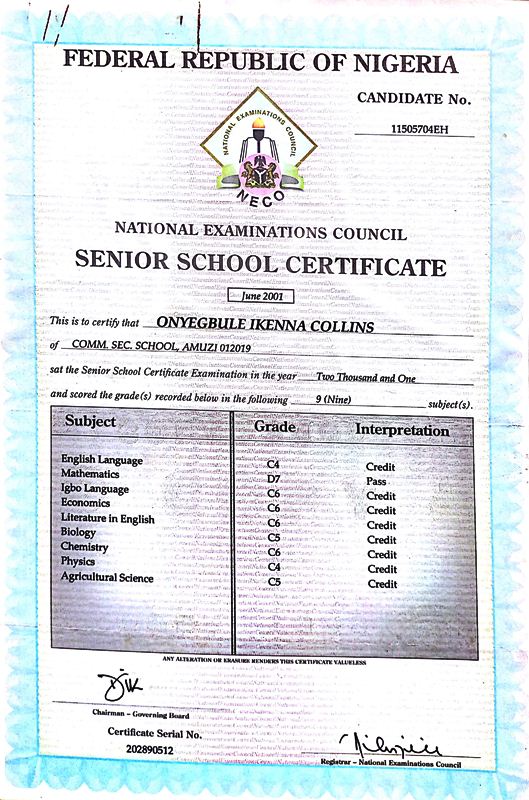 FEDERAL REPUBLIC OF NIGERIA
CANDIDATE No.
11505704EH
NATIONAL EXAMINATIONS COUNCIL
NECO
NATIONAL EXAMINATIONS COUNCIL
SENIOR SCHOOL CERTIFICATE
June 2001
This is to certify that ONYEGBULE IKENNA COLLINS
of COMM. SEC. SCHOOL, AMUZI 012019
sat the Senior School Certificate Examination in the year Two Thousand and One
and scored the grade(s) recorded below in the following 9 (Nine) subject(s).
Subject Grade Interpretation
English Language C4 Credit
Mathematics D7 Pass
Igbo Language C6 Credit
Economics C6 Credit
Literature in English C6 Credit
Biology C5 Credit
Chemistry C6 Credit
Physics C4 Credit
Agricultural Science C5 Credit
ANY ALTERATION OR ERASURE RENDERS THIS CERTIFICATE VALUELESS
Chairman – Governing Board
Certificate Serial No.
202890512
Registrar – National Examinations Council